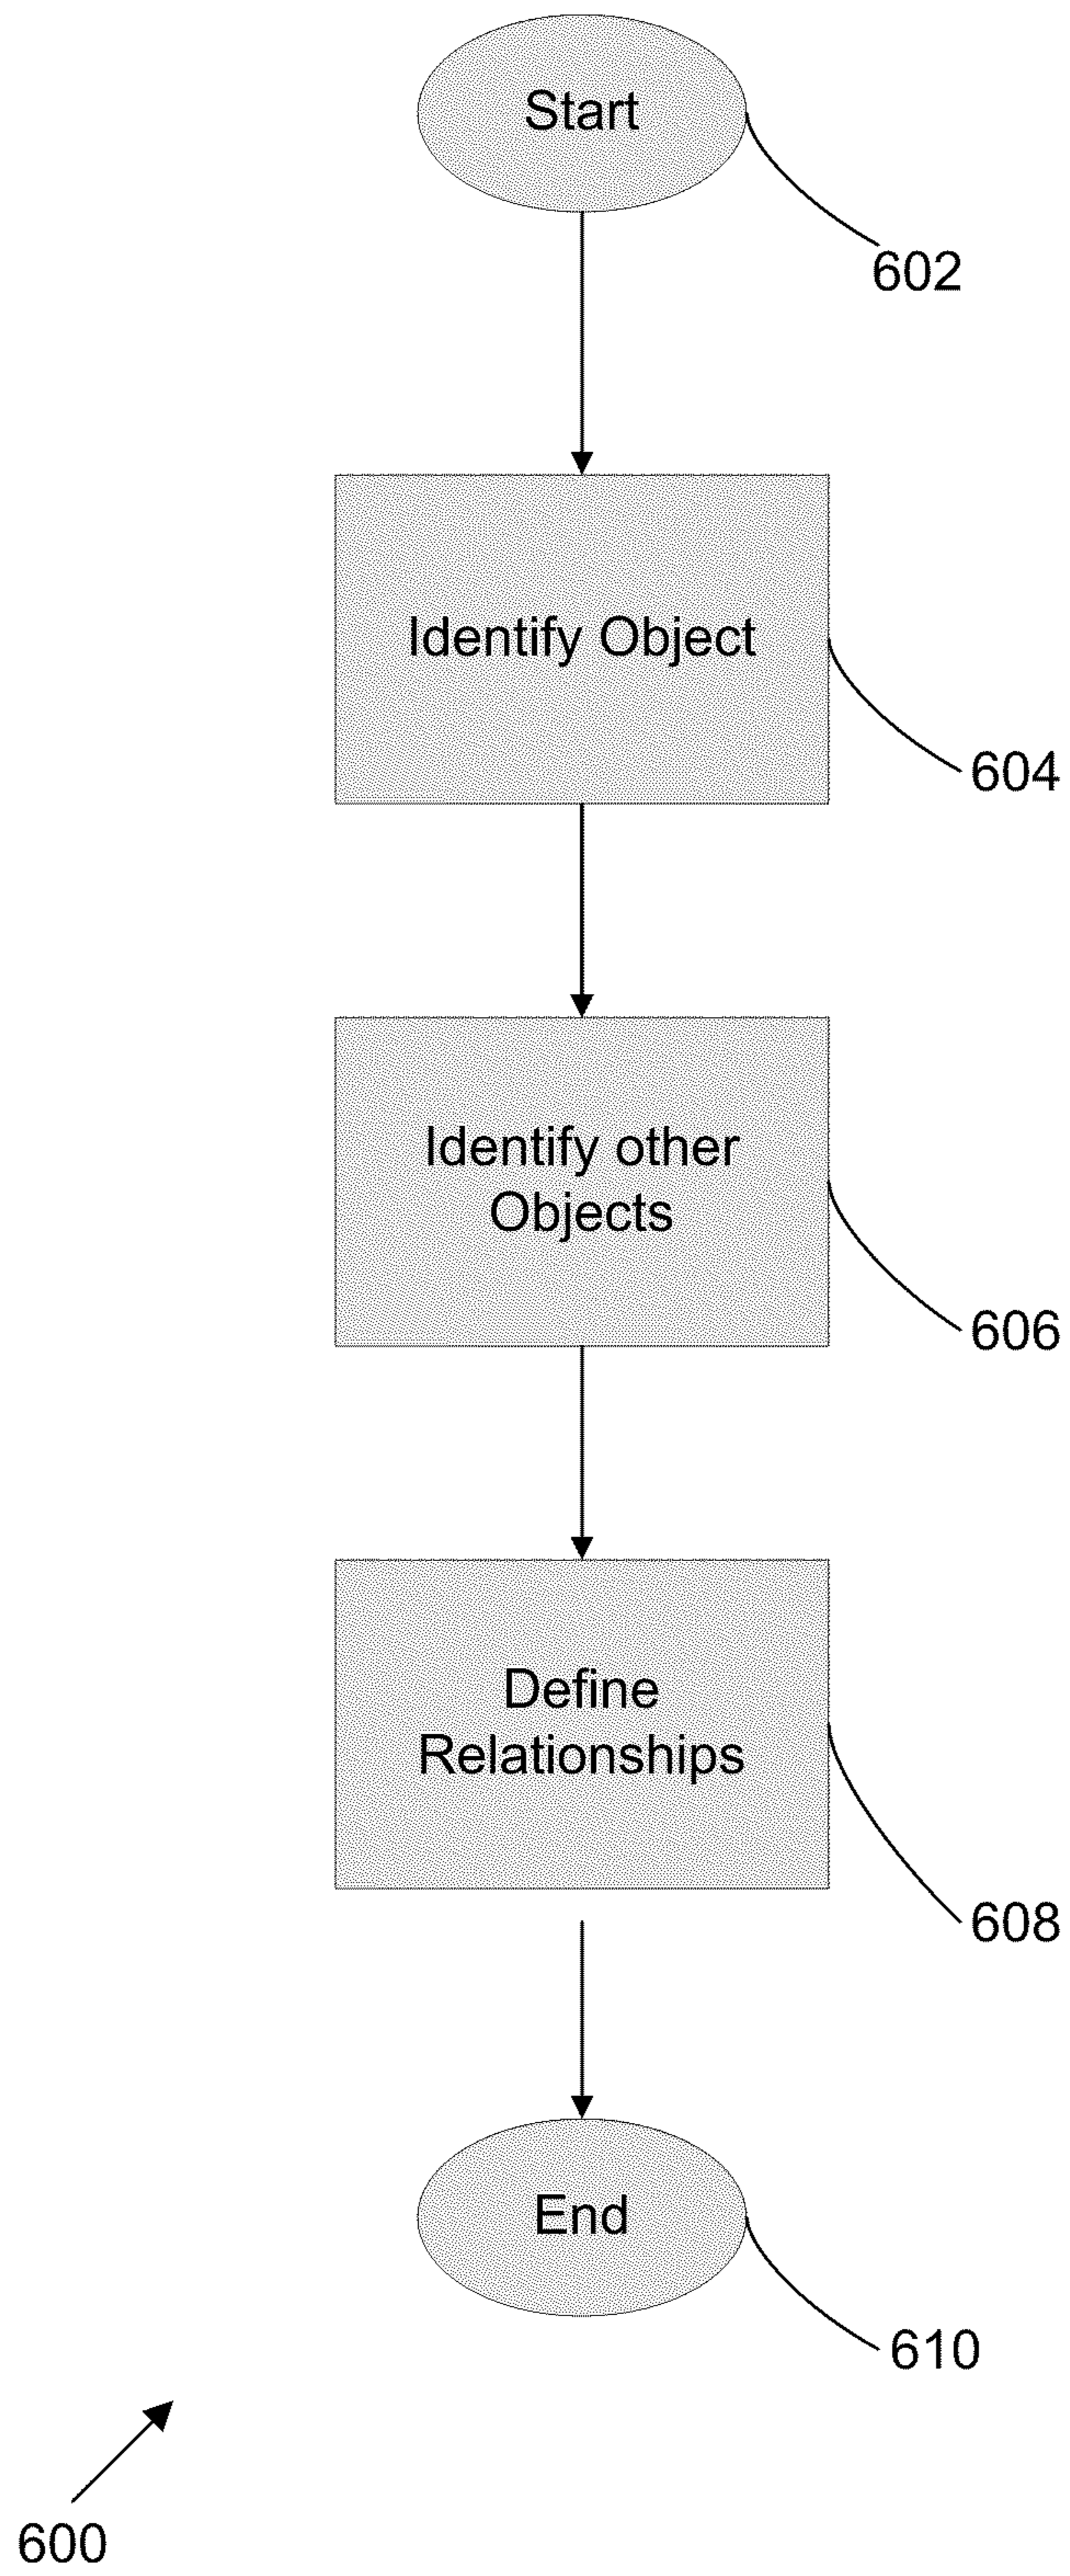 Start
602
Identify Object
604
Identify other
Objects
606
Define
Relationships
608
End
610
600